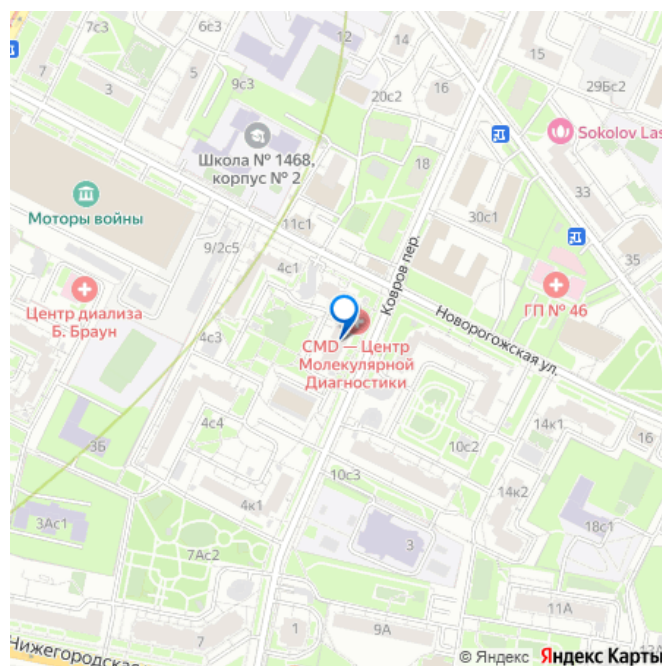 7с3
6с3
12
14
15
7
3
5
9с3
20с2
16
29Бс2
Sokolov Las
Школа № 1468,
корпус № 2
18
33
Моторы войны
11с1
30с1
9/2с5
4с1
Ковров пер.
35
Центр диализа
Б. Браун
ГП № 46
Новорогожская ул.
4с3
CMD — Центр
Молекулярной
Диагностики
3Б
4с4
14к1
16
10с2
10с3
4к1
14к2
3Ас1
18с1
7Ас2
3
11А
7
1
9А
Нижегородская
© Яндекс Яндекс Карты